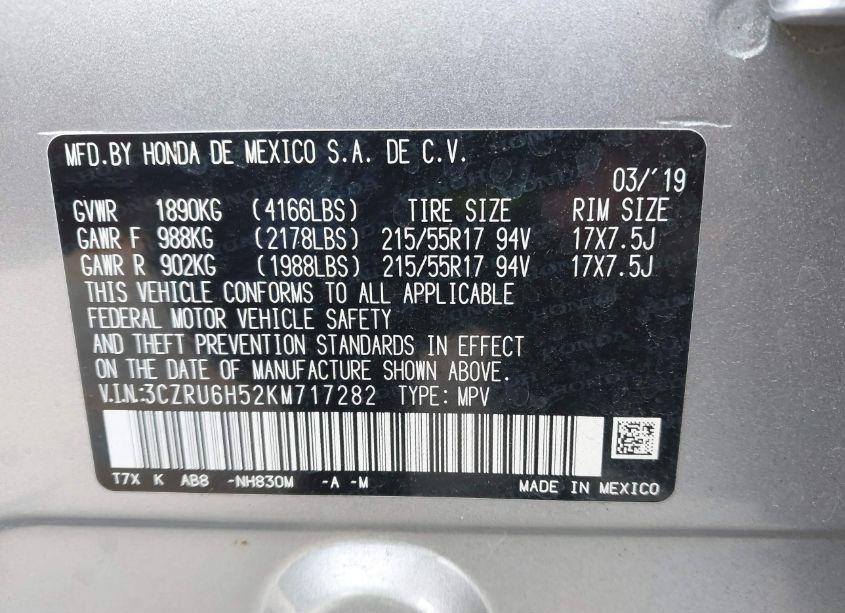 MFD.BY HONDA DE MEXICO S.A. DE C.V.
03/'19
GVWR 1890KG (4166LBS) TIRE SIZE RIM SIZE
GAWR F 988KG (2178LBS) 215/55R17 94V 17X7.5J
GAWR R 902KG (1988LBS) 215/55R17 94V 17X7.5J
THIS VEHICLE CONFORMS TO ALL APPLICABLE
FEDERAL MOTOR VEHICLE SAFETY
AND THEFT PREVENTION STANDARDS IN EFFECT
ON THE DATE OF MANUFACTURE SHOWN ABOVE.
V.I.N.:3CZRU6H52KM717282 TYPE: MPV
T7X K AB8 -NH830M -A -M
MADE IN MEXICO